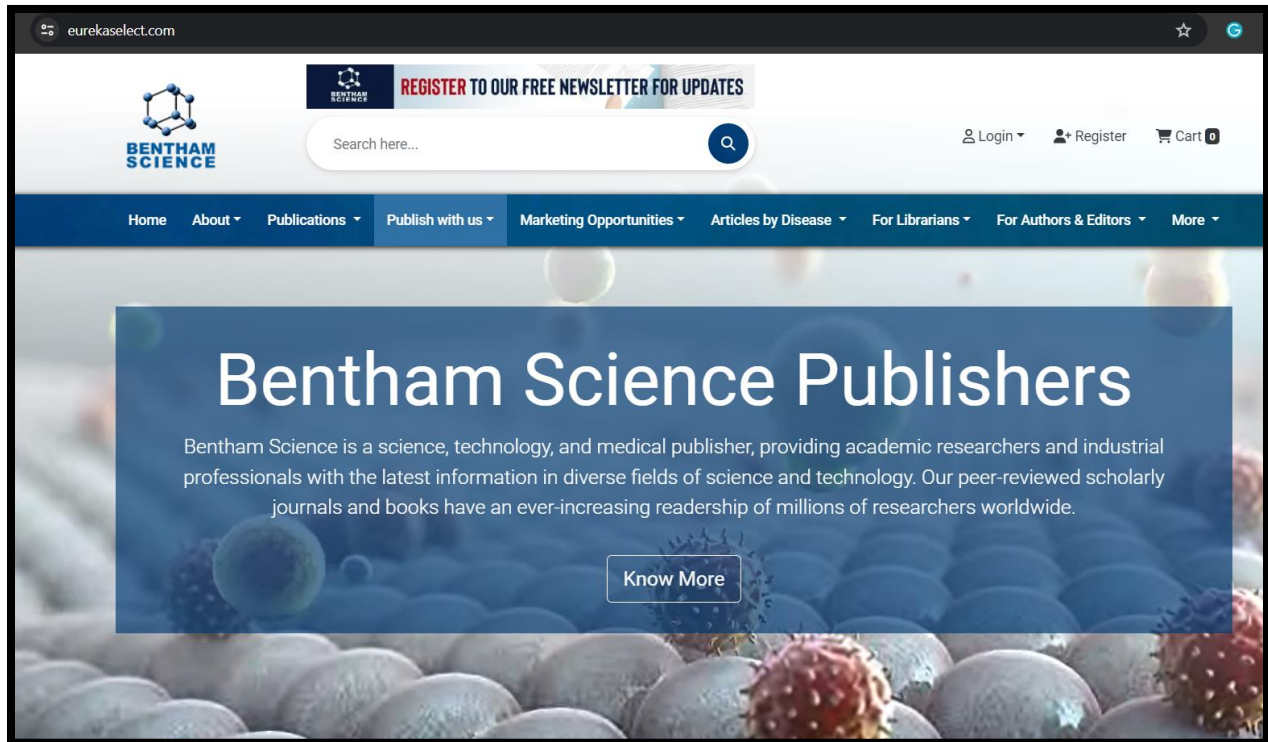 eurekaselect.com
BENTHAM
SCIENCE
REGISTER TO OUR FREE NEWSLETTER FOR UPDATES
BENTHAM
SCIENCE
Search here...
Login
Register
Cart 0
Home About Publications Publish with us Marketing Opportunities Articles by Disease For Librarians For Authors & Editors More
Bentham Science Publishers
Bentham Science is a science, technology, and medical publisher, providing academic researchers and industrial
professionals with the latest information in diverse fields of science and technology. Our peer-reviewed scholarly
journals and books have an ever-increasing readership of millions of researchers worldwide.
Know More